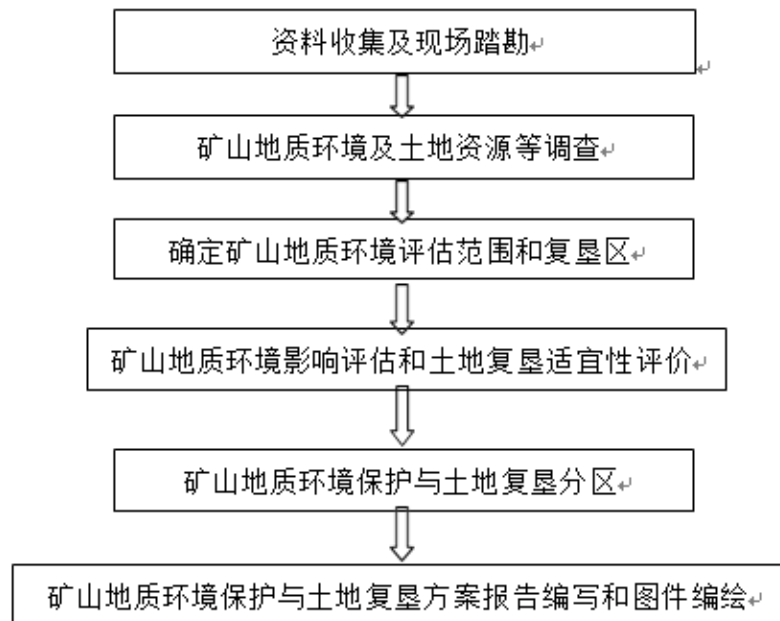 资料收集及现场踏勘
矿山地质环境及土地资源等调查
确定矿山地质环境评估范围和复垦区
矿山地质环境影响评估和土地复垦适宜性评价
矿山地质环境保护与土地复垦分区
矿山地质环境保护与土地复垦方案报告编写和图件编绘